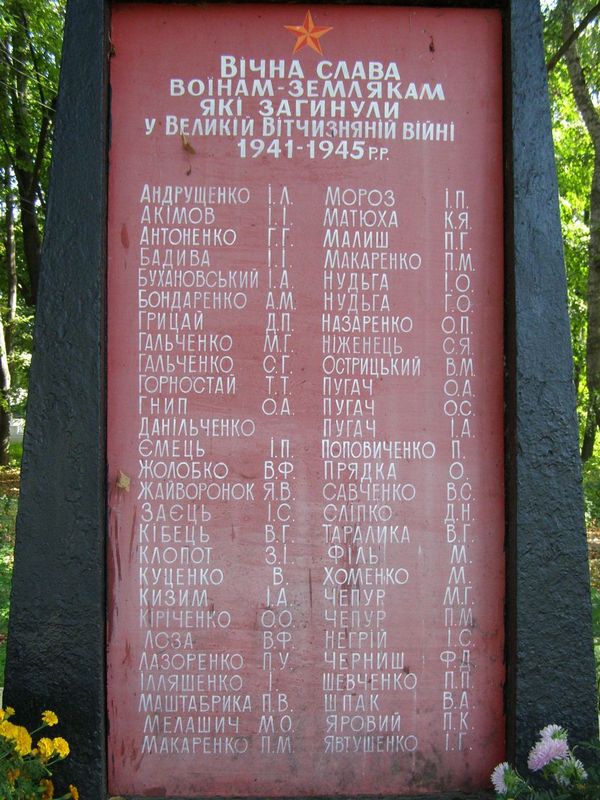 Вічна слава
воїнам-землякам
які загинули
у Великій Вітчизняній війні
1941-1945 р.р.
Андрущенко І.Л.
Акімов І.І.
Антоненко Г.Г.
Бадива І.І.
Бухановський І.А.
Бондаренко А.М.
Грицай Д.П.
Гальченко М.Г.
Гальченко С.Г.
Горностай Т.Т.
Гнип О.А.
Данільченко
Ємець І.П.
Жолобко В.Ф.
Жайворонок Я.В.
Заєць І.С.
Кібець В.Г.
Клопот З.І.
Куценко В.
Кизим І.А.
Кіріченко О.О.
Лоза В.Ф.
Лазоренко П.У.
Ілляшенко І.
Маштабрика П.В.
Мелашич М.О.
Макаренко П.М.
Мороз І.П.
Матюха К.Я.
Малиш П.Г.
Макаренко П.М.
Нудьга І.О.
Нудьга Г.О.
Назаренко О.П.
Ніженець С.Я.
Острицький В.М.
Пугач О.А.
Пугач О.С.
Пугач І.А.
Поповиченко П.
Прядка О.
Савченко В.С.
Сліпко Д.Н.
Таралика В.Г.
Філь М.
Хоменко М.
Чепур М.Г.
Чепур П.М.
Негрій І.С.
Черниш Ф.Д.
Шевченко П.П.
Шпак В.А.
Яровий П.К.
Явтушенко І.Г.